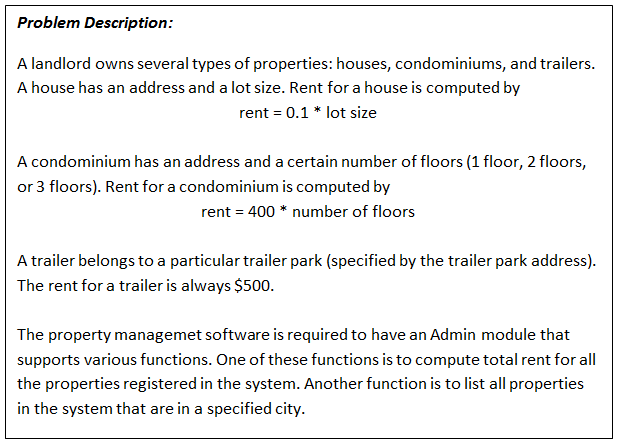 Problem Description:
A landlord owns several types of properties: houses, condominiums, and trailers.
A house has an address and a lot size. Rent for a house is computed by
rent = 0.1 * lot size
A condominium has an address and a certain number of floors (1 floor, 2 floors,
or 3 floors). Rent for a condominium is computed by
rent = 400 * number of floors
A trailer belongs to a particular trailer park (specified by the trailer park address).
The rent for a trailer is always $500.
The property managemet software is required to have an Admin module that
supports various functions. One of these functions is to compute total rent for all
the properties registered in the system. Another function is to list all properties
in the system that are in a specified city.